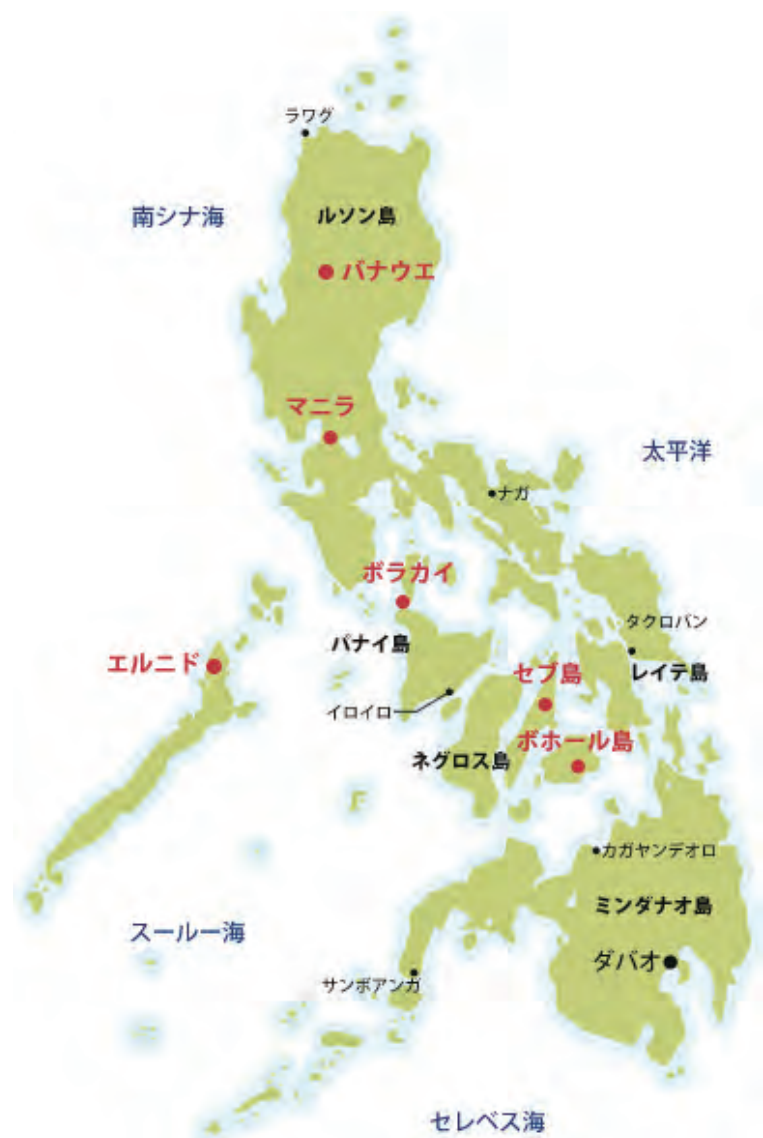 ラワグ
南シナ海
ルソン島
バナウエ
マニラ
太平洋
ナガ
ボラカイ
タクロバン
パナイ島
エルニド
レイテ島
セブ島
イロイロ
ボホール島
ネグロス島
カガヤンデオロ
ミンダナオ島
スールー海
ダバオ
サンボアンガ
セレベス海